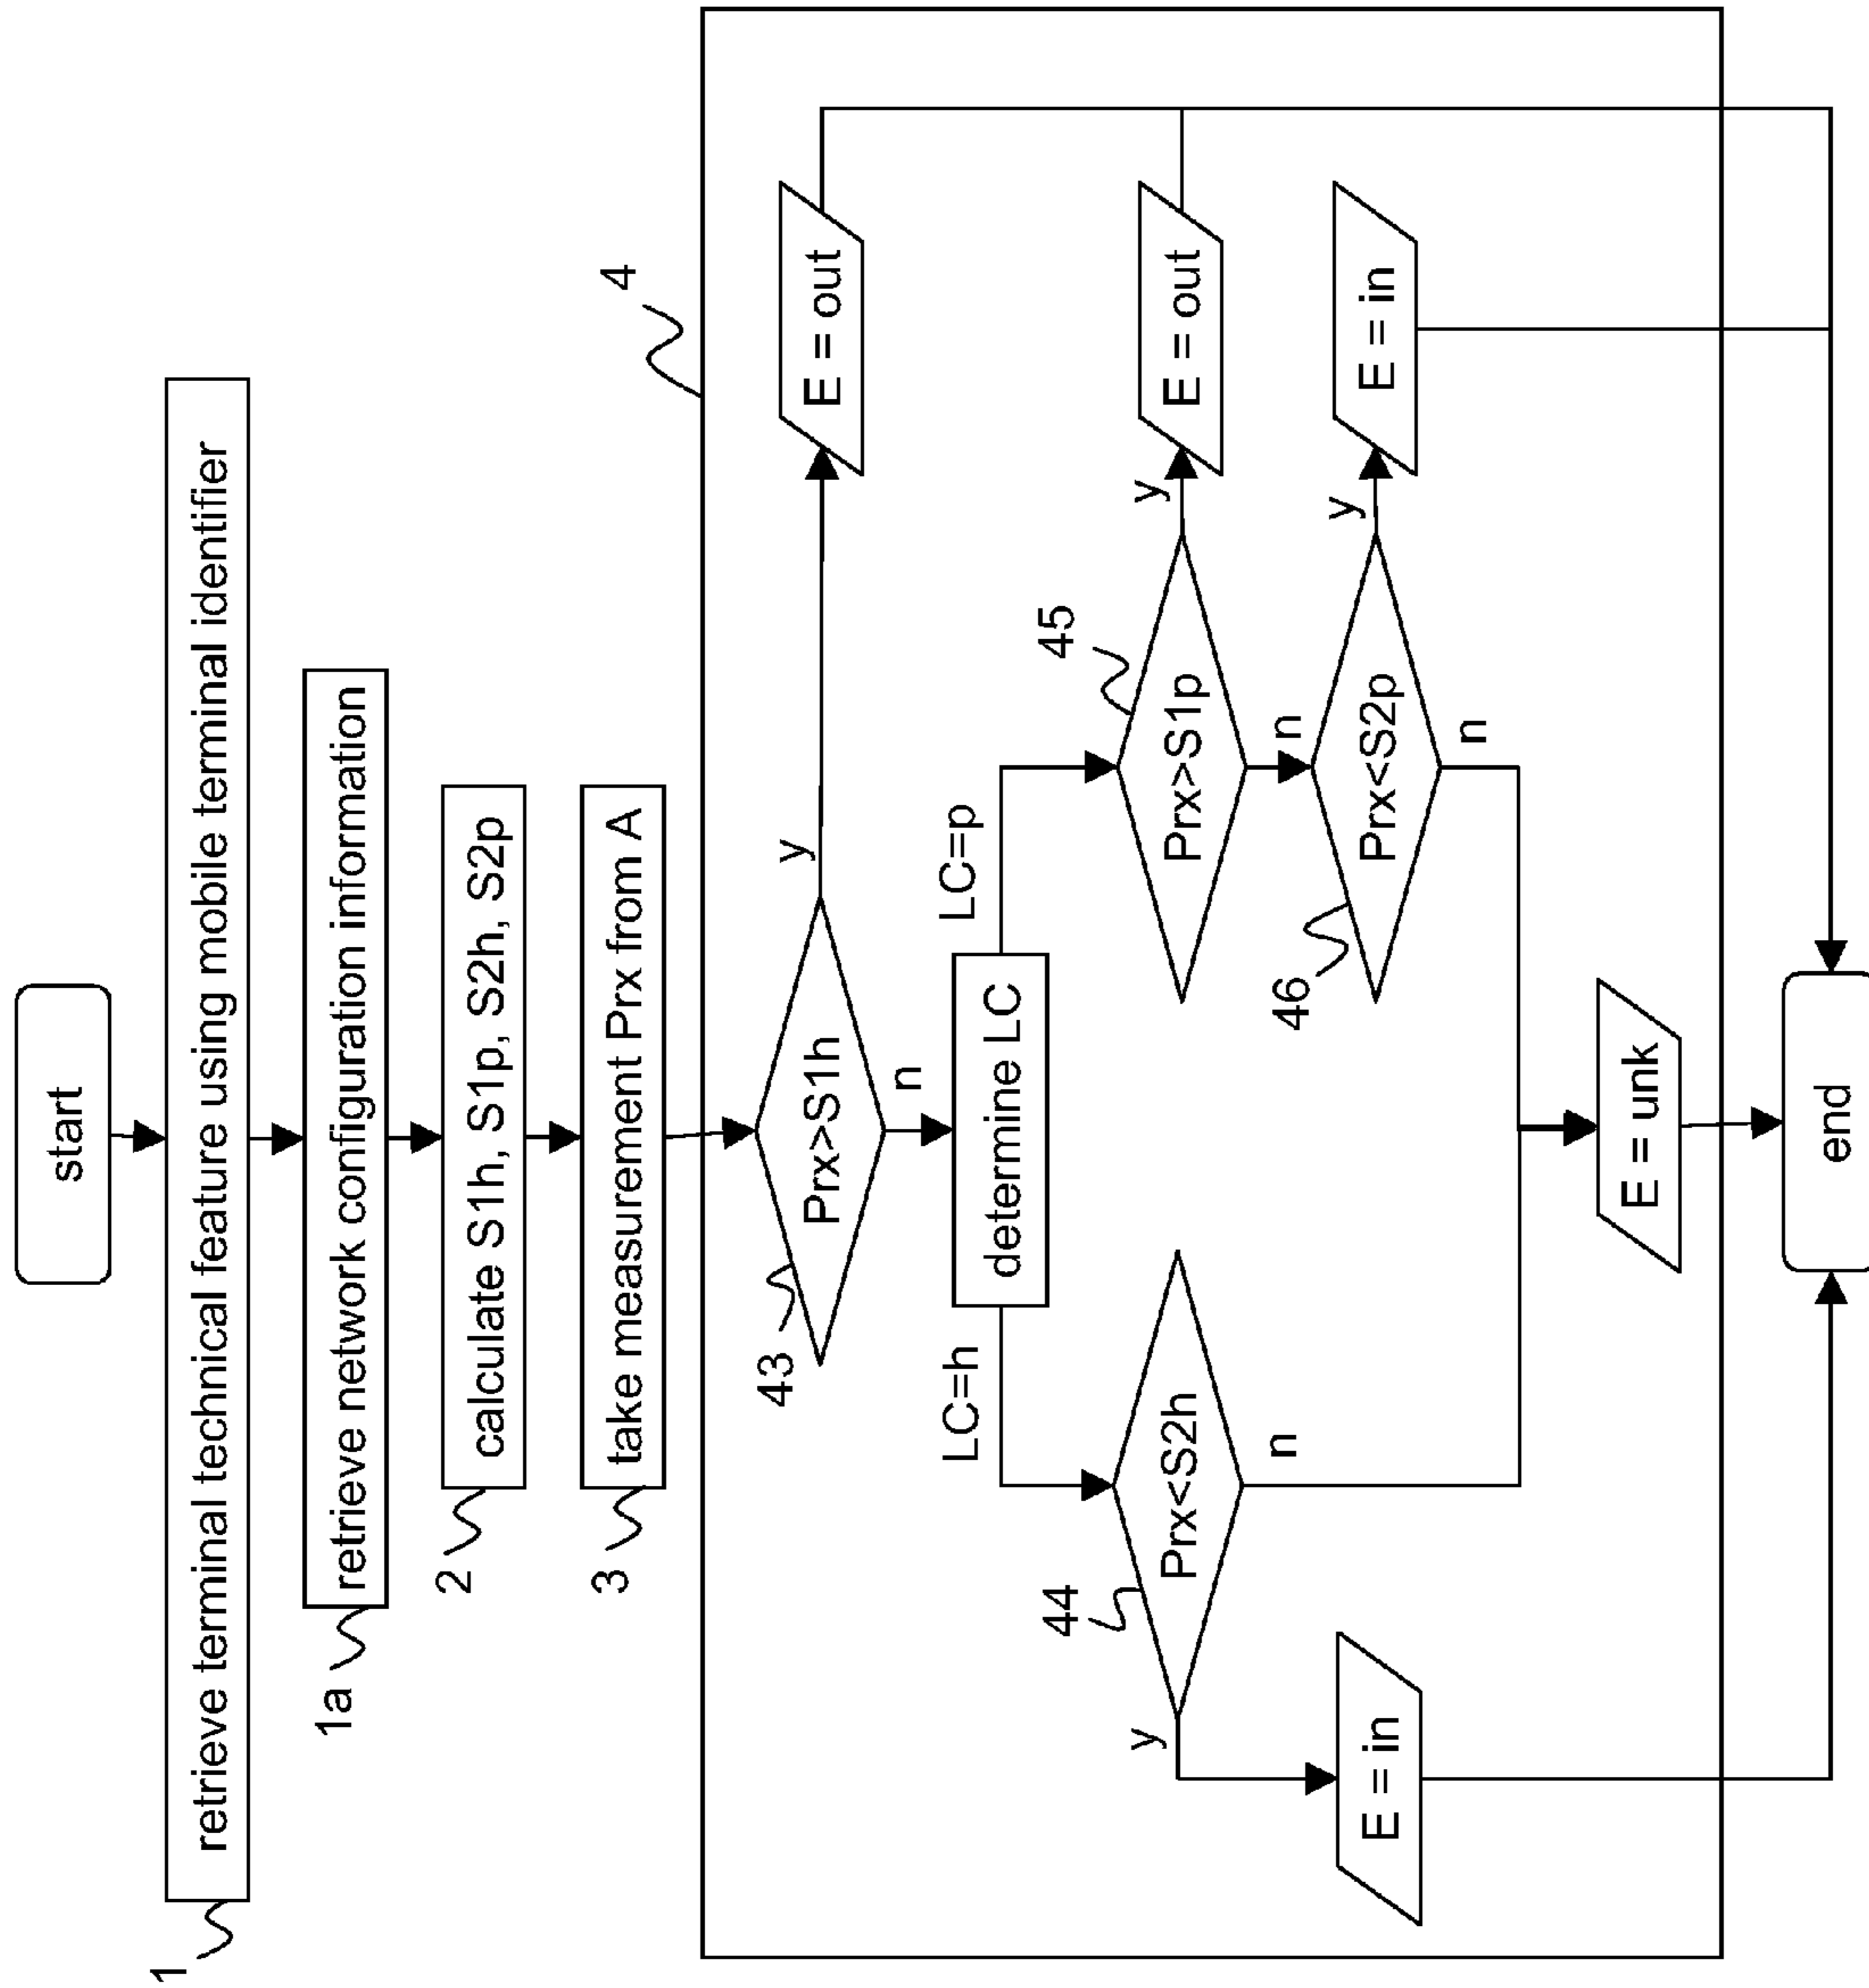 start
1
retrieve terminal technical feature using mobile terminal identifier
1a
retrieve network configuration information
2
calculate S1h, S1p, S2h, S2p
3
take measurement Prx from A
4
43
Prx>S1h
y
E = out
n
determine LC
LC=h
LC=p
44
Prx<S2h
45
Prx>S1p
y
E = out
y
n
n
46
Prx<S2p
y
E = in
E = in
n
E = unk
end